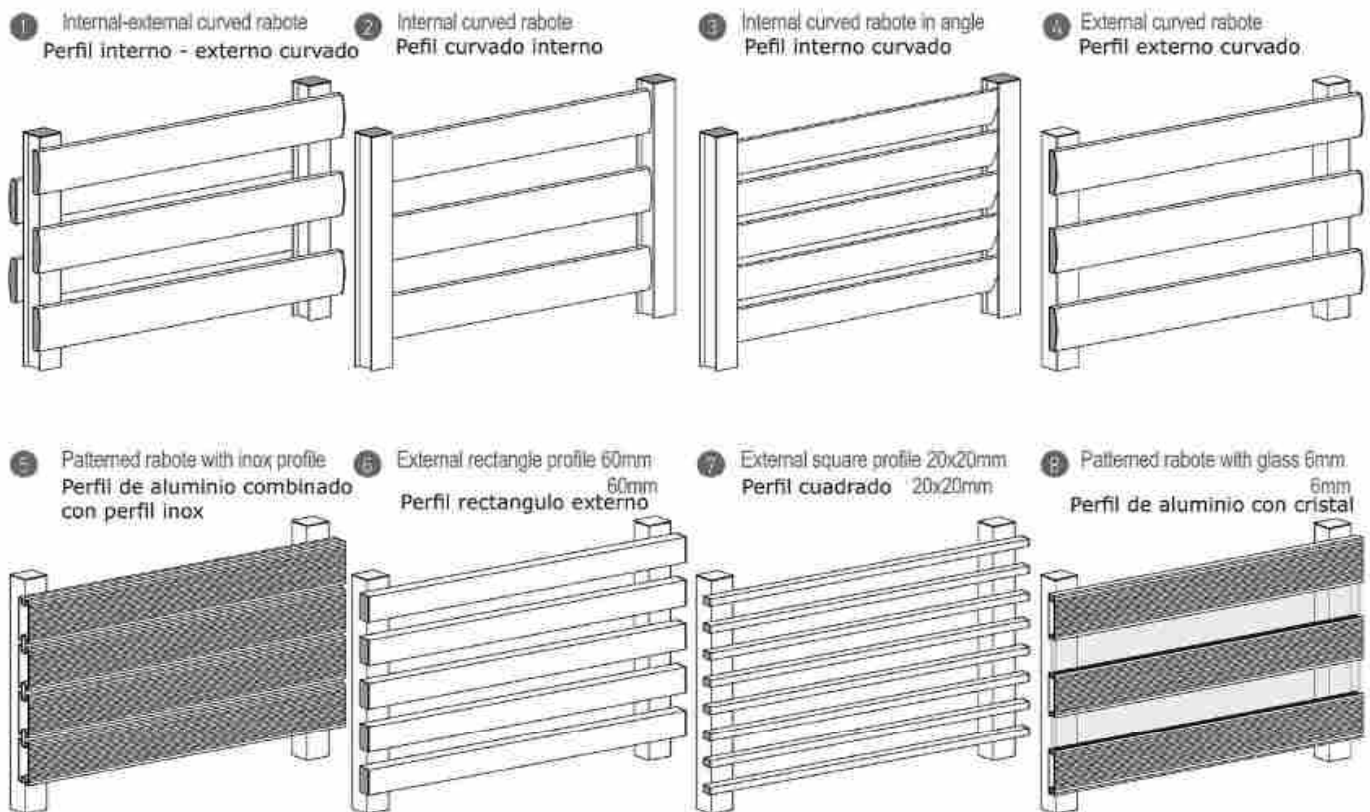 1 Internal-external curved rabote
Perfil interno - externo curvado
2 Internal curved rabote
Pefil curvado interno
3 Internal curved rabote in angle
Pefil interno curvado
4 External curved rabote
Perfil externo curvado
5 Patterned rabote with inox profile
Perfil de aluminio combinado
con perfil inox
6 External rectangle profile 60mm
60mm
Perfil rectangulo externo
7 External square profile 20x20mm
Perfil cuadrado 20x20mm
8 Patterned rabote with glass 6mm
6mm
Perfil de aluminio con cristal